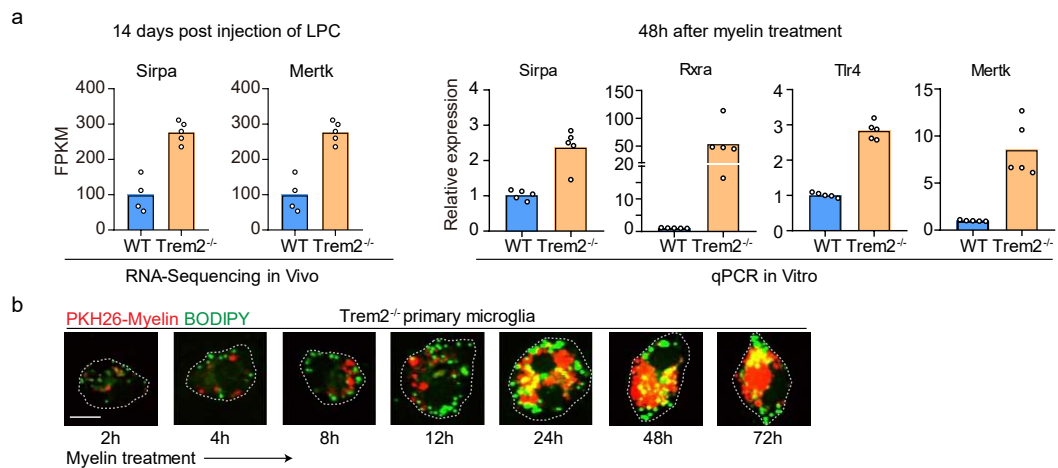 a
14 days post injection of LPC
48h after myelin treatment
Sirpa
Mertk
Sirpa
Rxra
Tlr4
Mertk
FPKM
400
300
200
100
0
400
300
200
100
0
Relative expression
4
3
2
1
0
150
100
50
20
10
0
4
3
2
1
0
15
10
5
0
WT Trem2-/-
WT Trem2-/-
WT Trem2-/-
WT Trem2-/-
WT Trem2-/-
WT Trem2-/-
RNA-Sequencing in Vivo
qPCR in Vitro
b
PKH26-Myelin BODIPY
Trem2-/- primary microglia
2h
4h
8h
12h
24h
48h
72h
Myelin treatment